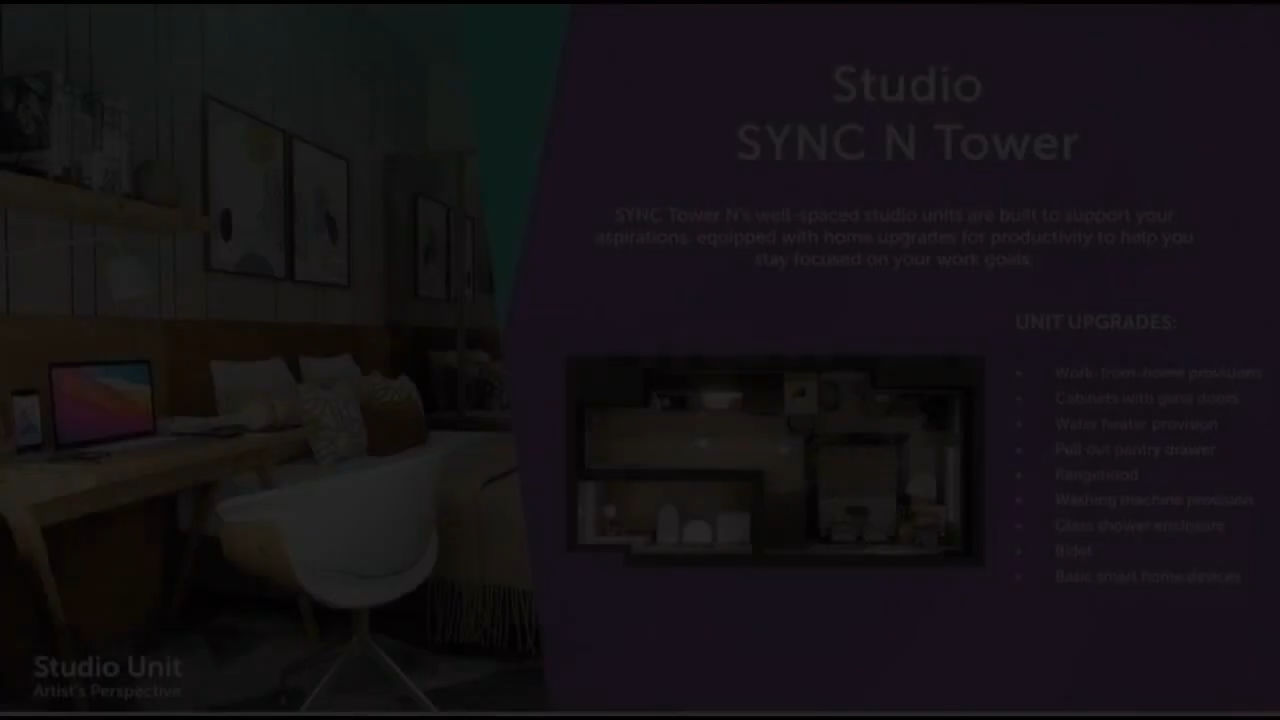 Studio
SYNC N Tower
SYNC Tower N's well-spaced studio units are built to support your
aspirations, equipped with home upgrades for productivity to help you
stay focused on your work goals.
UNIT UPGRADES:
• Work-from-home provisions
• Cabinets with glass doors
• Water heater provision
• Pull out pantry drawer
• Rangehood
• Washing machine provision
• Glass shower enclosure
• Bidet
• Basic smart home devices
Studio Unit
Artist's Perspective